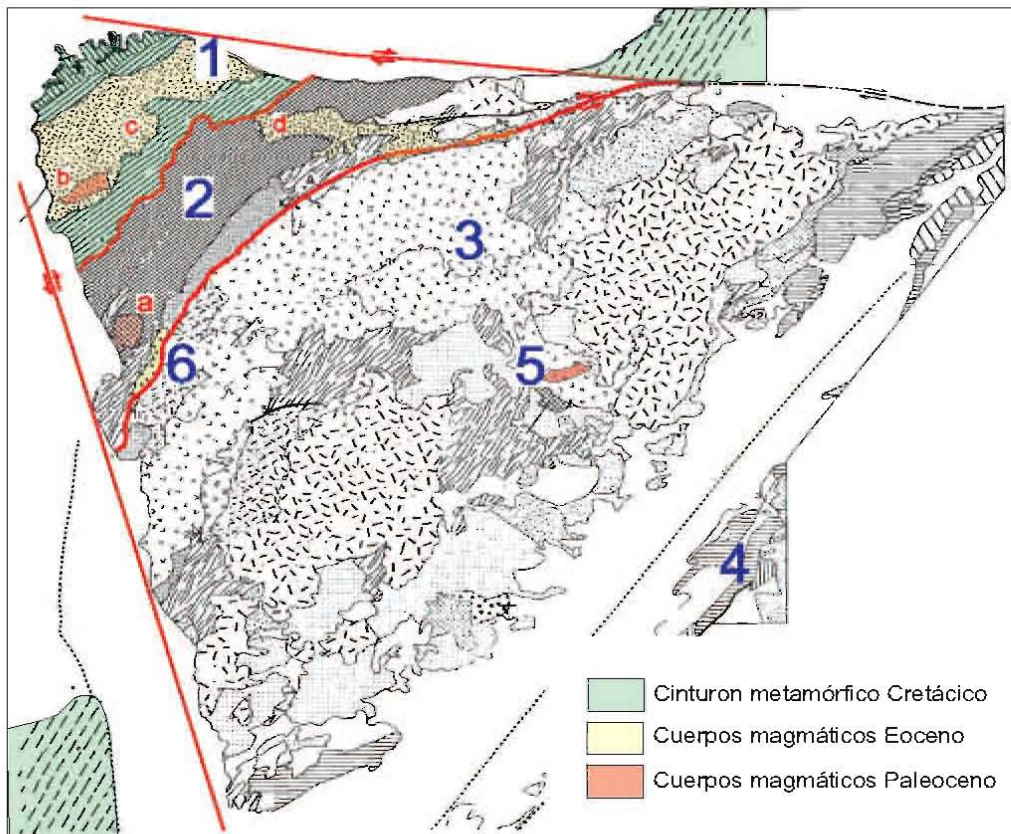 1
c
d
b
2
3
a
6
5
4
Cinturon metamórfico Cretácico
Cuerpos magmáticos Eoceno
Cuerpos magmáticos Paleoceno